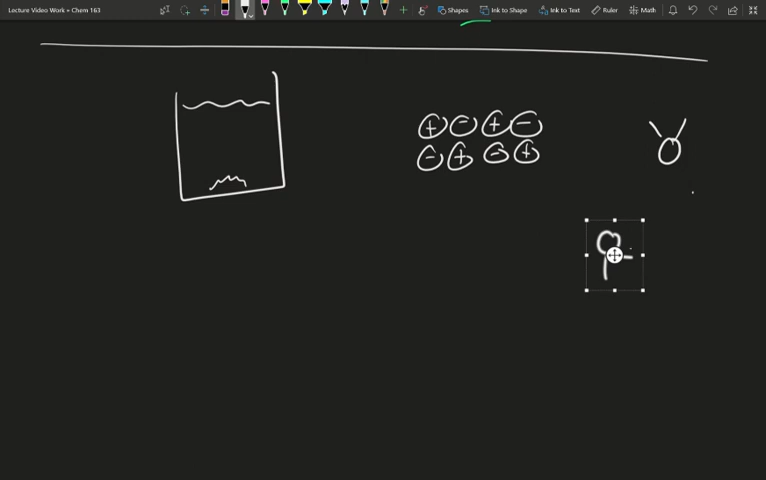 Lecture Video Work » Chem 163
Shapes
Ink to Shape
Ink to Text
Ruler
Math
+ - + -
- + - +